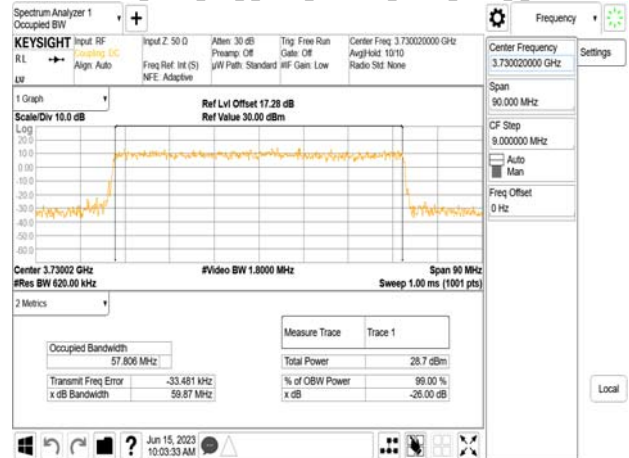 Spectrum Analyzer 1
Occupied BW
Frequency
KEYSIGHT
Input: RF
Coupling: DC
Align: Auto
Input Z: 50 Ω
Freq Ref: Int (S)
NFE: Adaptive
Atten: 30 dB
Preamp: Off
µW Path: Standard
Trig: Free Run
Gate: Off
#IF Gain: Low
Center Freq: 3.730020000 GHz
Avg|Hold: 10/10
Radio Std: None
RL
LV
Center Frequency
3.730020000 GHz
Settings
Span
90.000 MHz
CF Step
9.000000 MHz
Auto
Man
Freq Offset
0 Hz
Local
1 Graph
Scale/Div 10.0 dB
Ref Lvl Offset 17.28 dB
Ref Value 30.00 dBm
Log
20.0
10.0
0.00
-10.0
-20.0
-30.0
-40.0
-50.0
-60.0
Center 3.73002 GHz
#Video BW 1.8000 MHz
Span 90 MHz
#Res BW 620.00 kHz
Sweep 1.00 ms (1001 pts)
2 Metrics
Measure Trace Trace 1
Occupied Bandwidth
57.806 MHz
Total Power 28.7 dBm
Transmit Freq Error -33.481 kHz
% of OBW Power 99.00 %
x dB Bandwidth 59.87 MHz
x dB -26.00 dB
Jun 15, 2023
10:03:33 AM